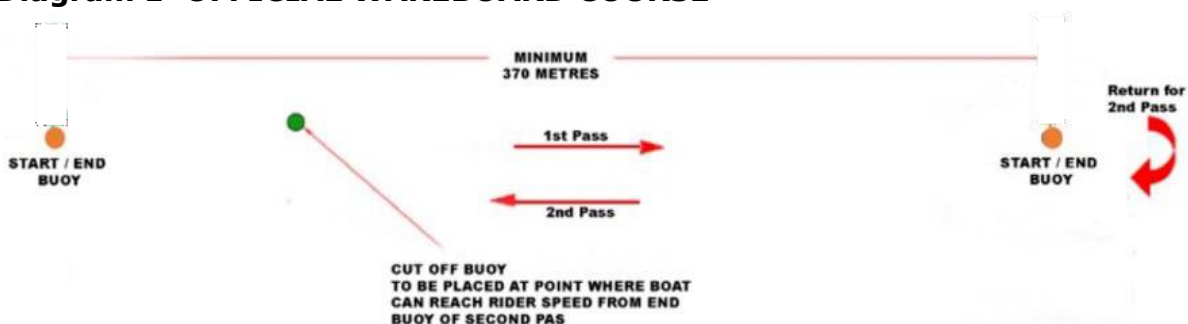 MINIMUM
370 METRES
Return for
2nd Pass
1st Pass
START / END
BUOY
START / END
BUOY
2nd Pass
CUT OFF BUOY
TO BE PLACED AT POINT WHERE BOAT
CAN REACH RIDER SPEED FROM END
BUOY OF SECOND PAS